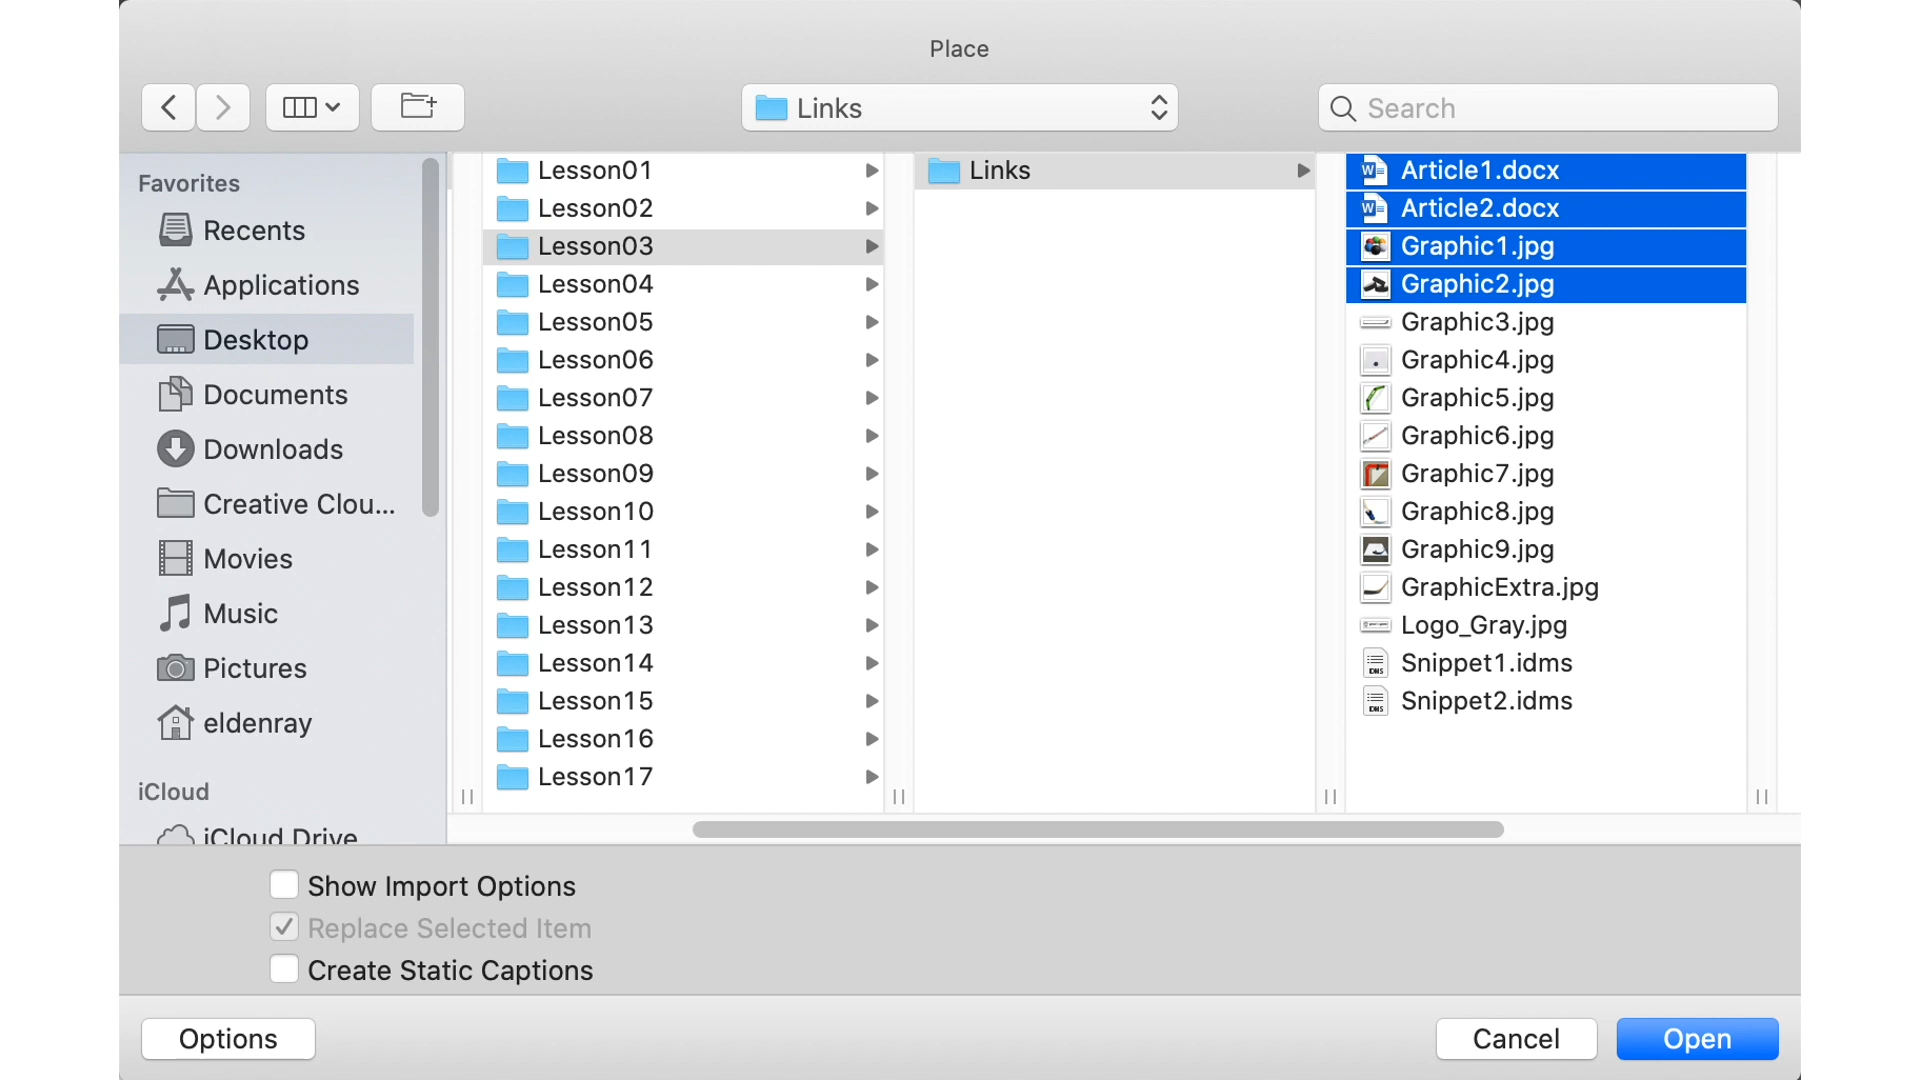 Place
Links
Search
Favorites
Recents
Applications
Desktop
Documents
Downloads
Creative Clou...
Movies
Music
Pictures
eldenray
iCloud
iCloud Drive
Lesson01
Lesson02
Lesson03
Lesson04
Lesson05
Lesson06
Lesson07
Lesson08
Lesson09
Lesson10
Lesson11
Lesson12
Lesson13
Lesson14
Lesson15
Lesson16
Lesson17
Links
Article1.docx
Article2.docx
Graphic1.jpg
Graphic2.jpg
Graphic3.jpg
Graphic4.jpg
Graphic5.jpg
Graphic6.jpg
Graphic7.jpg
Graphic8.jpg
Graphic9.jpg
GraphicExtra.jpg
Logo_Gray.jpg
Snippet1.idms
Snippet2.idms
Show Import Options
Replace Selected Item
Create Static Captions
Options
Cancel
Open